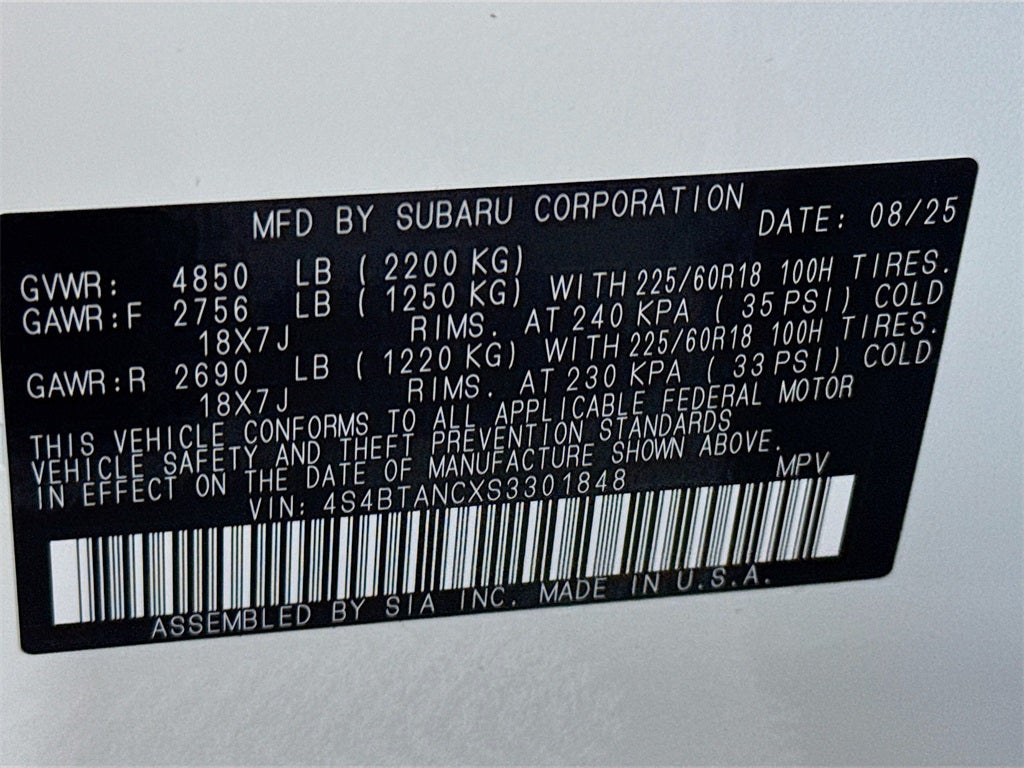 MFD BY SUBARU CORPORATION DATE: 08/25
GVWR: 4850 LB ( 2200 KG)
GAWR:F 2756 LB ( 1250 KG) WITH 225/60R18 100H TIRES.
18X7J RIMS. AT 240 KPA ( 35 PSI) COLD
GAWR:R 2690 LB ( 1220 KG) WITH 225/60R18 100H TIRES.
18X7J RIMS. AT 230 KPA ( 33 PSI) COLD
THIS VEHICLE CONFORMS TO ALL APPLICABLE FEDERAL MOTOR
VEHICLE SAFETY AND THEFT PREVENTION STANDARDS
IN EFFECT ON THE DATE OF MANUFACTURE SHOWN ABOVE.
VIN: 4S4BTANCXS3301848 MPV
ASSEMBLED BY SIA INC. MADE IN U.S.A.